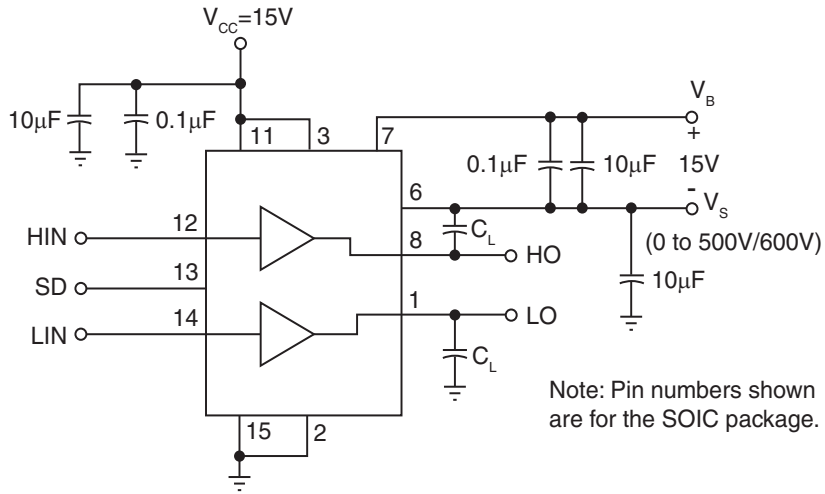 V_CC=15V
10μF
0.1μF
11
3
7
V_B
+
0.1μF
10μF
15V
-
6
V_S
HIN
12
C_L
(0 to 500V/600V)
8
HO
SD
13
10μF
1
LIN
14
LO
C_L
Note: Pin numbers shown
are for the SOIC package.
15
2